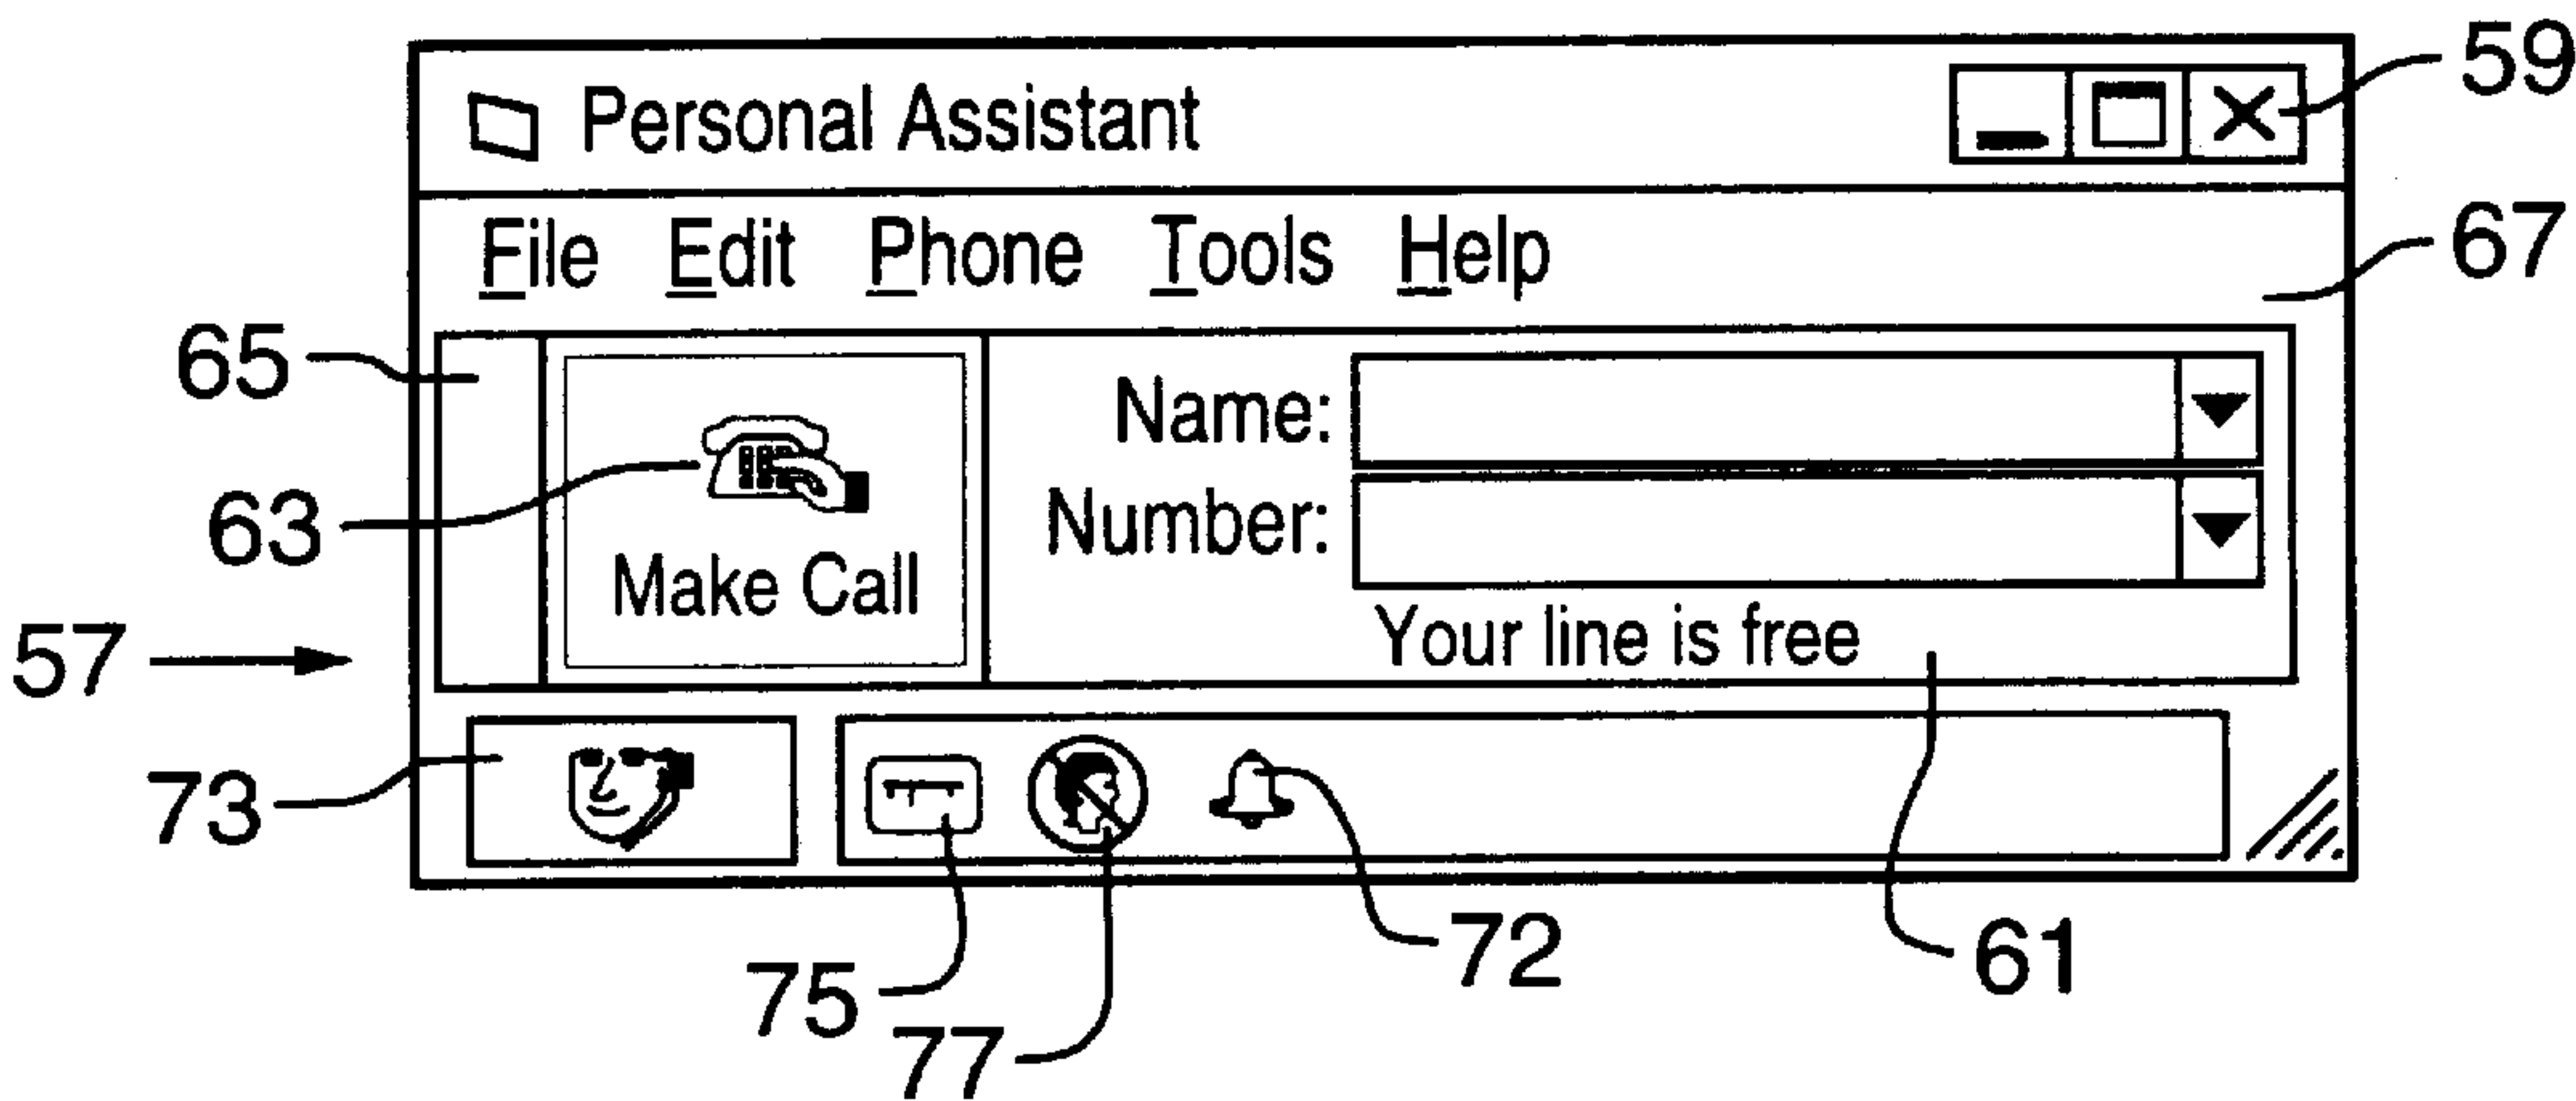 Personal Assistant
59
File Edit Phone Tools Help
67
65
Name:
63
Number:
Make Call
Your line is free
57
73
75
77
72
61